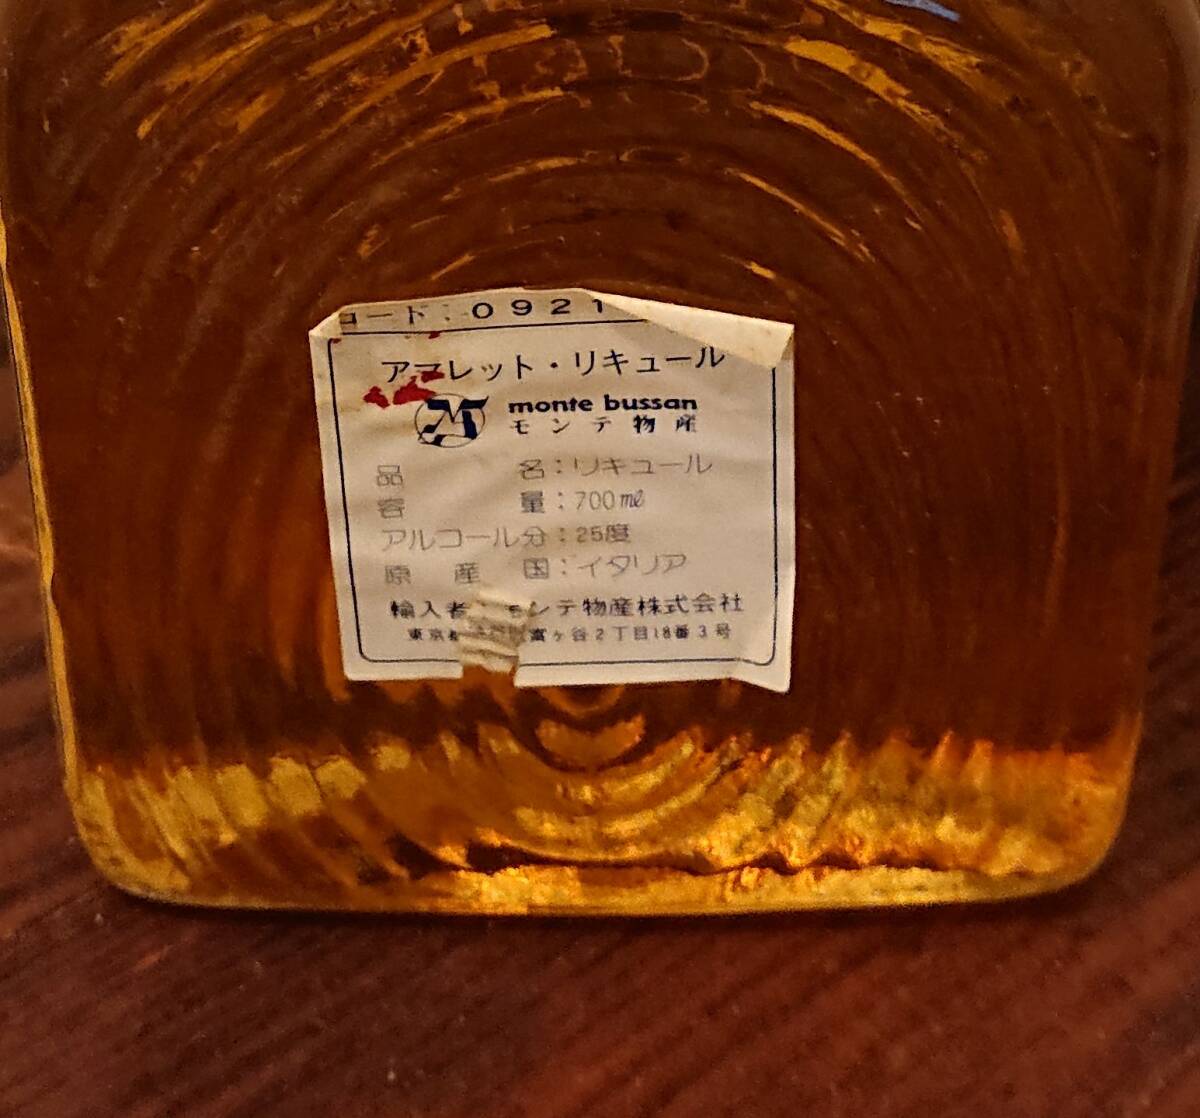 コード：0921
アマレット・リキュール
monte bussan
モンテ物産
品名：リキュール
容量：700ml
アルコール分：25度
原産国：イタリア
輸入者：モンテ物産株式会社
東京都 富ヶ谷2丁目18番3号